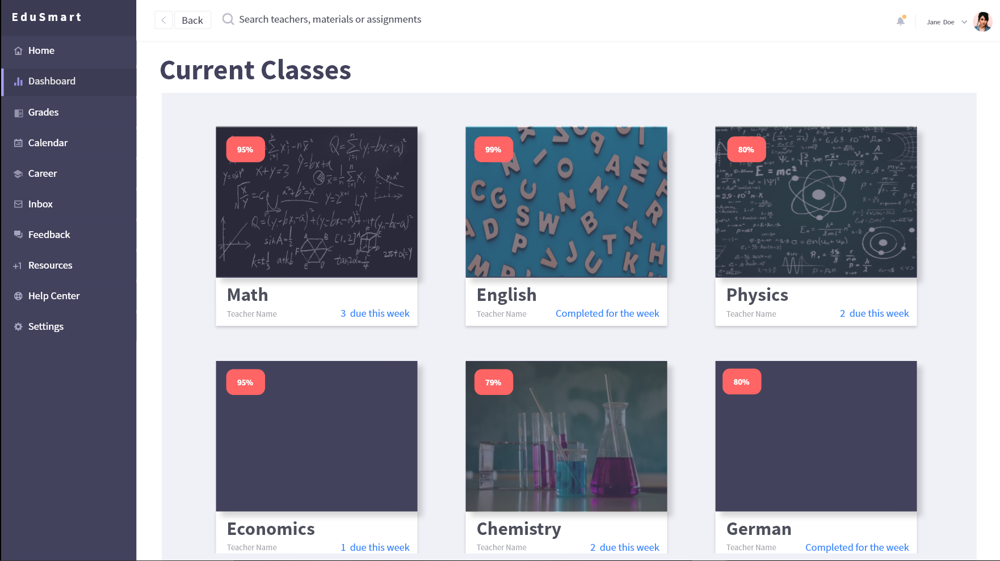 EduSmart
Back
Search teachers, materials or assignments
Jane Doe
Home
Dashboard
Grades
Calendar
Career
Inbox
Feedback
Resources
Help Center
Settings
Current Classes
95%
99%
80%
E = mc²
Math
Teacher Name
3 due this week
English
Teacher Name
Completed for the week
Physics
Teacher Name
2 due this week
95%
79%
80%
Economics
Teacher Name
1 due this week
Chemistry
Teacher Name
2 due this week
German
Teacher Name
Completed for the week